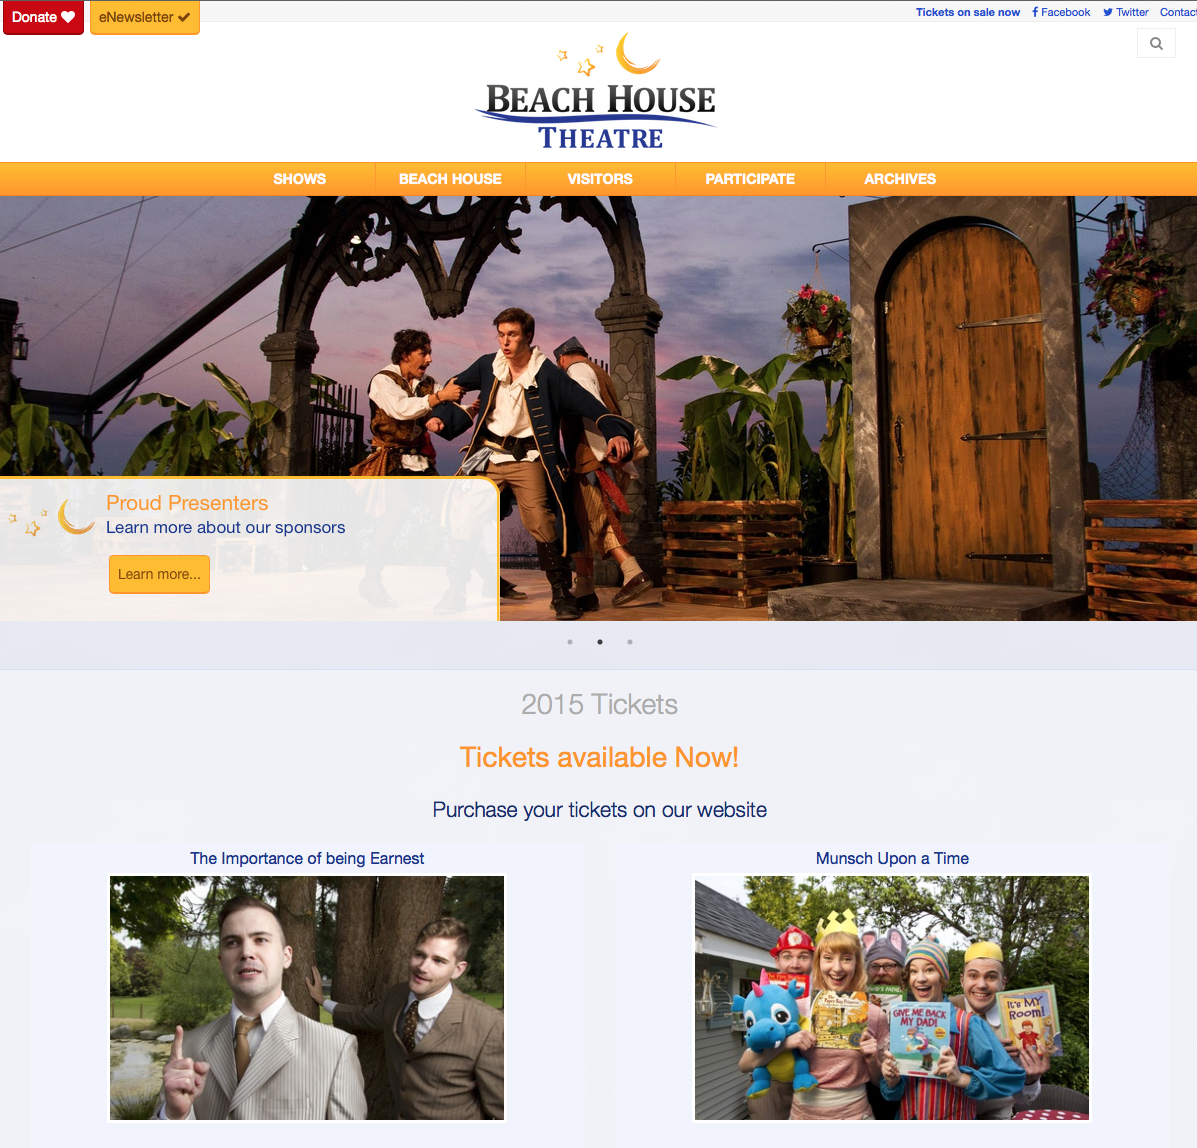 Donate
eNewsletter
Tickets on sale now
Facebook
Twitter
Contact
BEACH HOUSE
THEATRE
SHOWS
BEACH HOUSE
VISITORS
PARTICIPATE
ARCHIVES
Proud Presenters
Learn more about our sponsors
Learn more...
2015 Tickets
Tickets available Now!
Purchase your tickets on our website
The Importance of being Earnest
Munsch Upon a Time
GIVE ME BACK
MY DAD!
IT's MY
ROOM!